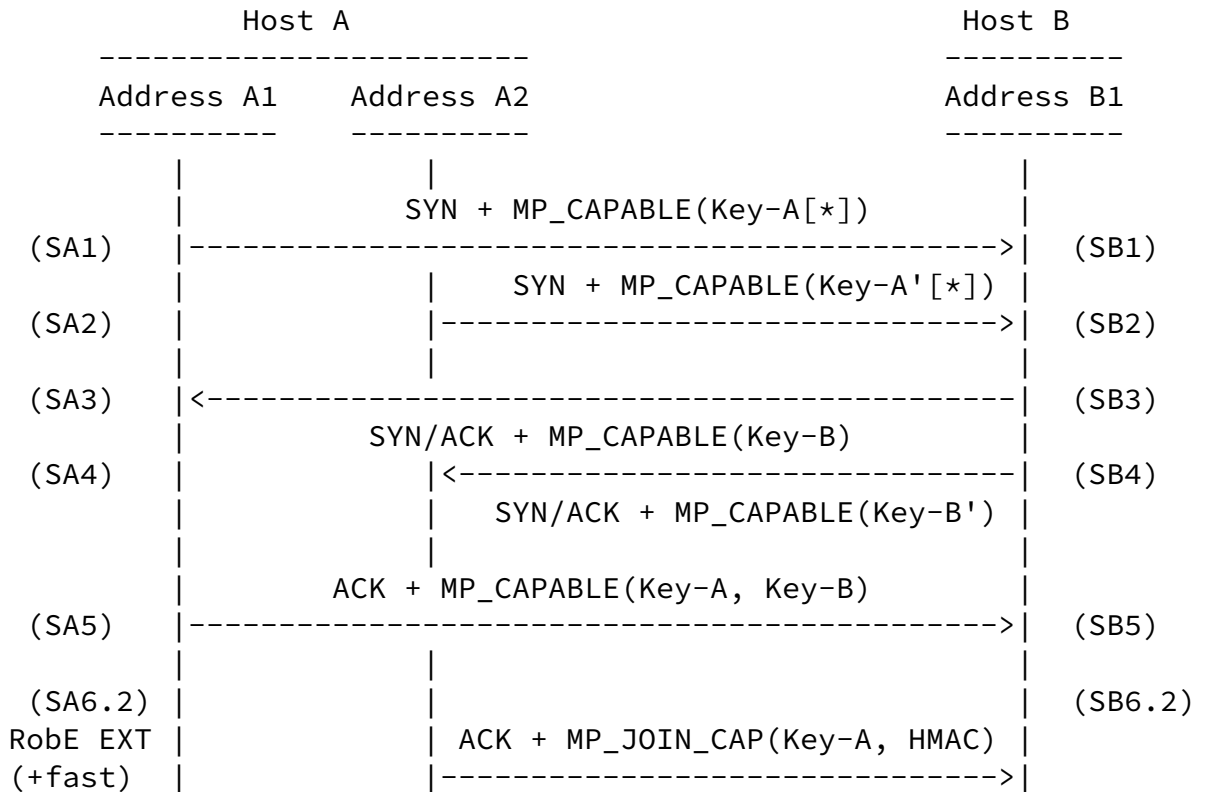 Host A Host B
------------------------ ----------
Address A1 Address A2 Address B1
---------- ---------- ----------
| | |
| SYN + MP_CAPABLE(Key-A[*]) |
(SA1) |--------------------------------------------->| (SB1)
| | SYN + MP_CAPABLE(Key-A'[*]) |
(SA2) | |------------------------------->| (SB2)
| | |
(SA3) |<----------------------------------------------| (SB3)
| SYN/ACK + MP_CAPABLE(Key-B) |
(SA4) | |<-------------------------------| (SB4)
| | SYN/ACK + MP_CAPABLE(Key-B') |
| | |
| ACK + MP_CAPABLE(Key-A, Key-B) |
(SA5) |--------------------------------------------->| (SB5)
| | |
(SA6.2) | | | (SB6.2)
RobE EXT | | ACK + MP_JOIN_CAP(Key-A, HMAC) |
(+fast) | |------------------------------->|